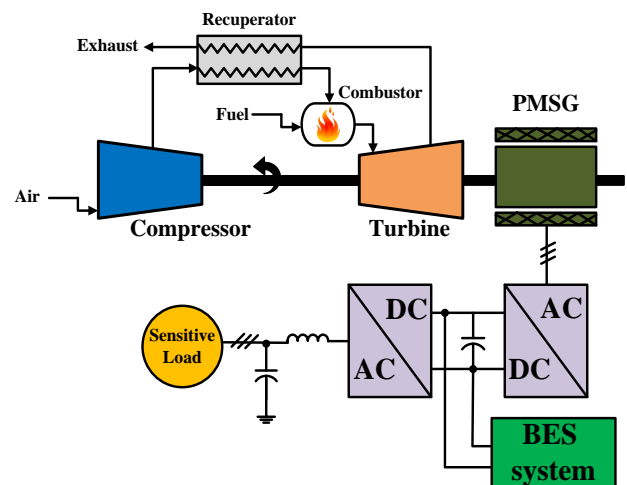 Recuperator
Exhaust
Combustor
Fuel
PMSG
Air
Compressor
Turbine
DC
AC
AC
DC
Sensitive
Load
BES
system